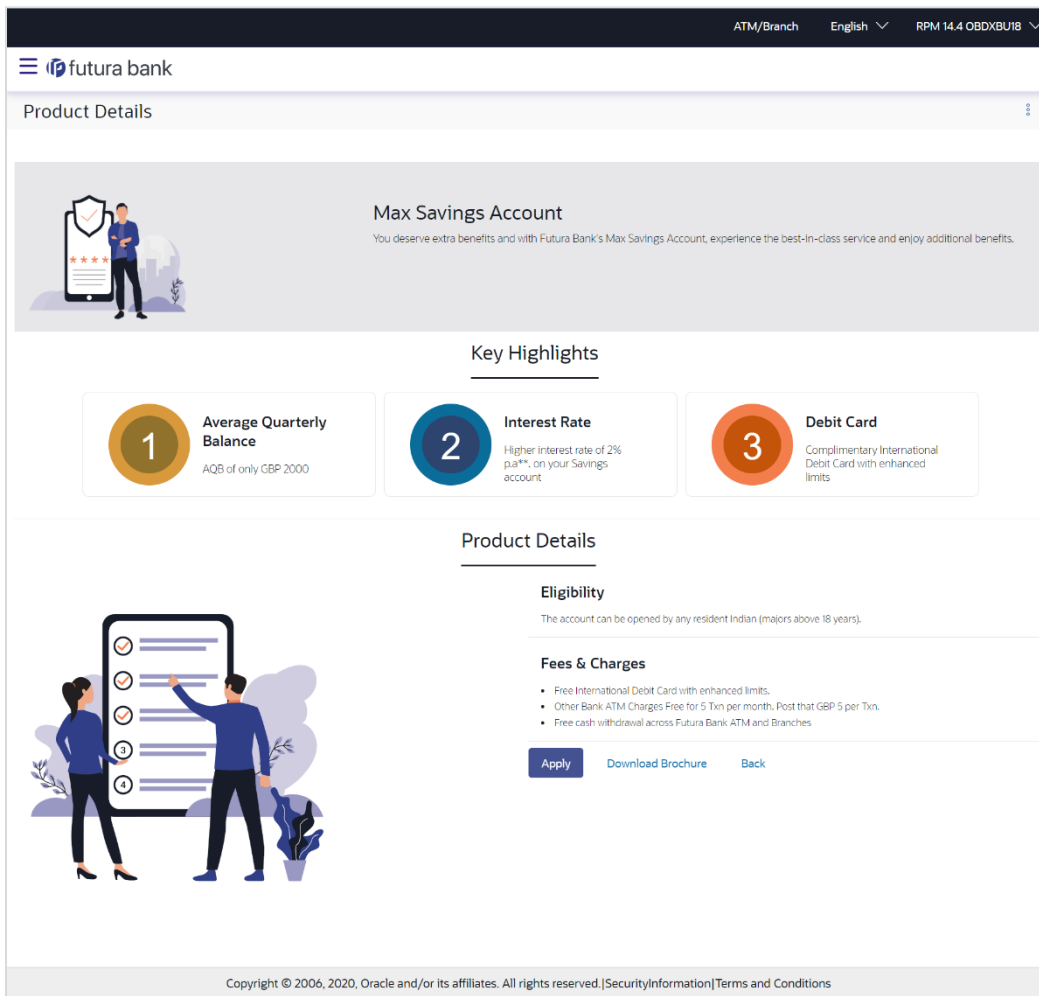 ATM/Branch English RPM 14.4 OBDXBU18
futura bank
Product Details
Max Savings Account
You deserve extra benefits and with Futura Bank's Max Savings Account, experience the best-in-class service and enjoy additional benefits.
Key Highlights
1
Average Quarterly
Balance
AQB of only GBP 2000
2
Interest Rate
Higher interest rate of 2%
p.a**, on your Savings
account
3
Debit Card
Complimentary International
Debit Card with enhanced
limits
Product Details
Eligibility
The account can be opened by any resident Indian (majors above 18 years).
Fees & Charges
• Free International Debit Card with enhanced limits.
• Other Bank ATM Charges Free for 5 Txn per month. Post that GBP 5 per Txn.
• Free cash withdrawal across Futura Bank ATM and Branches
Apply Download Brochure Back
3
4
Copyright © 2006, 2020, Oracle and/or its affiliates. All rights reserved.|SecurityInformation|Terms and Conditions